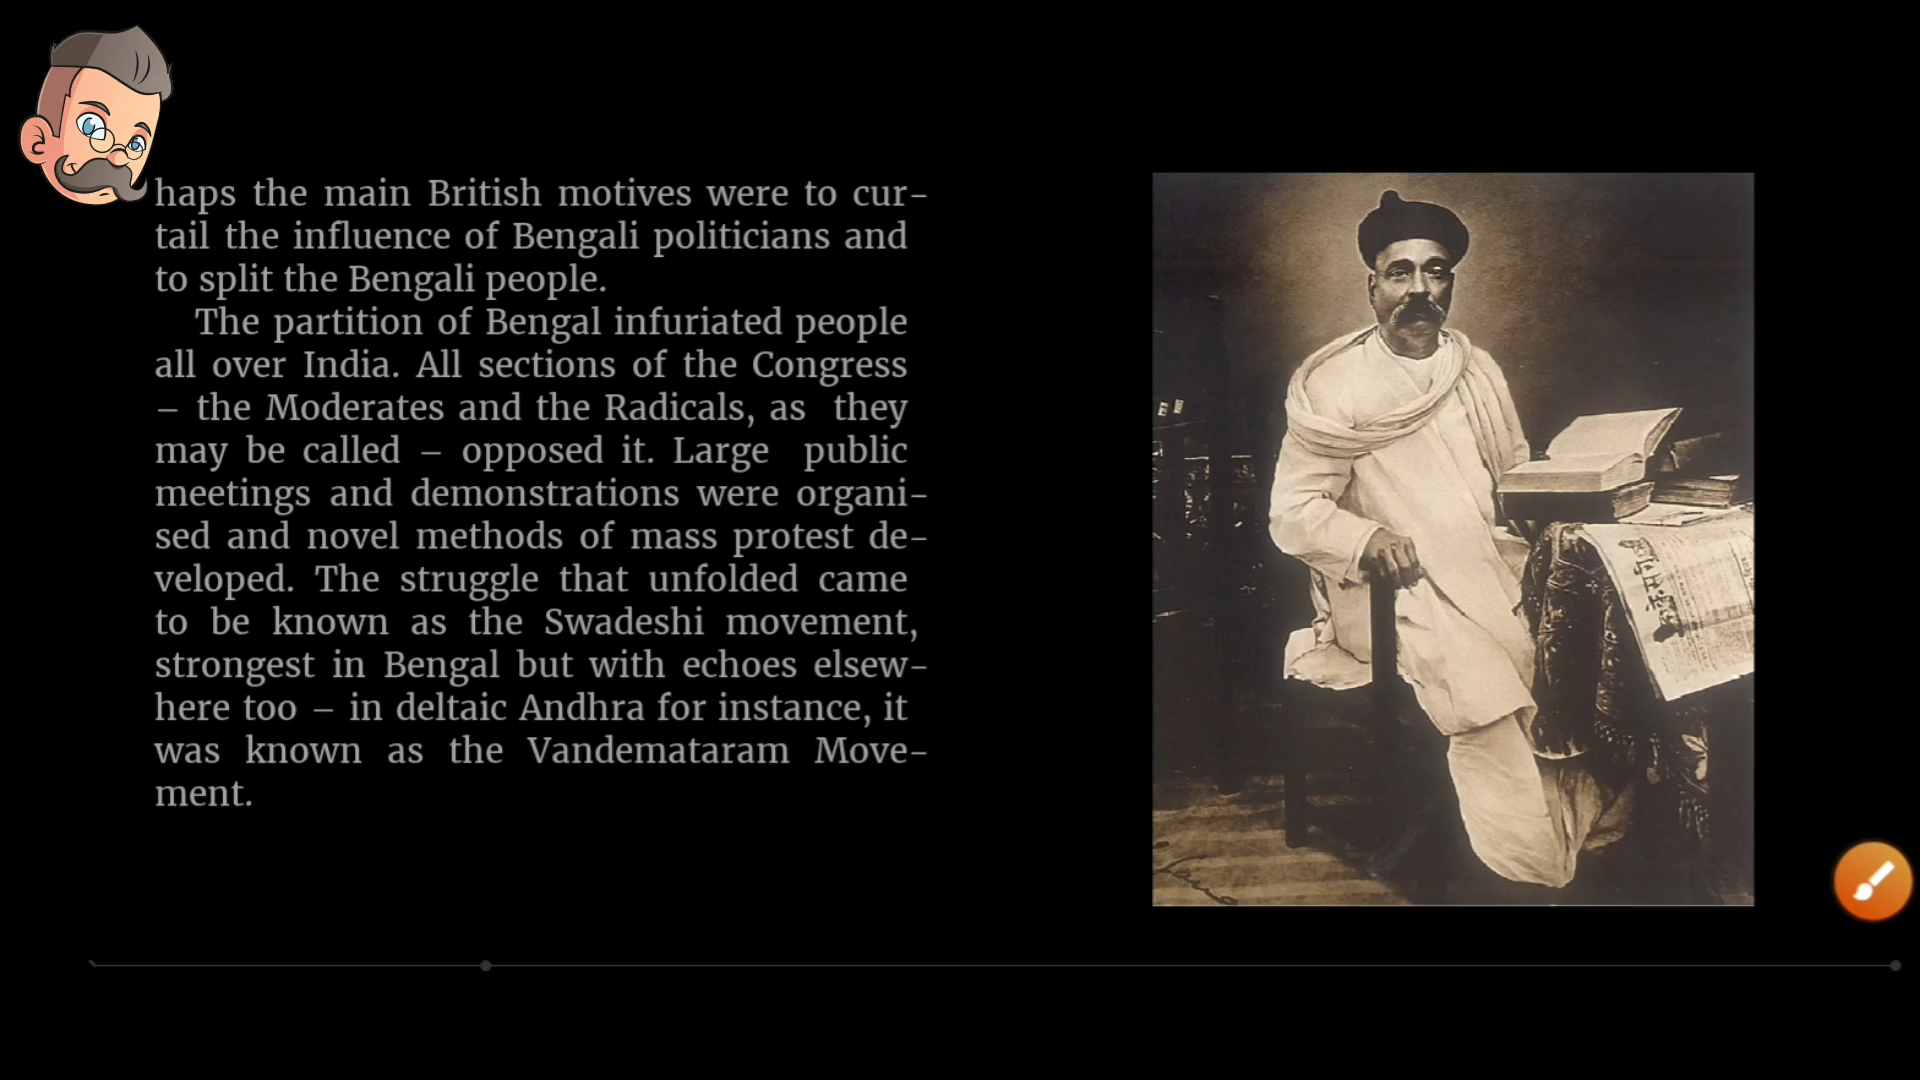 haps the main British motives were to cur-
tail the influence of Bengali politicians and
to split the Bengali people.
The partition of Bengal infuriated people
all over India. All sections of the Congress
– the Moderates and the Radicals, as they
may be called – opposed it. Large public
meetings and demonstrations were organi-
sed and novel methods of mass protest de-
veloped. The struggle that unfolded came
to be known as the Swadeshi movement,
strongest in Bengal but with echoes elsew-
here too – in deltaic Andhra for instance, it
was known as the Vandemataram Move-
ment.